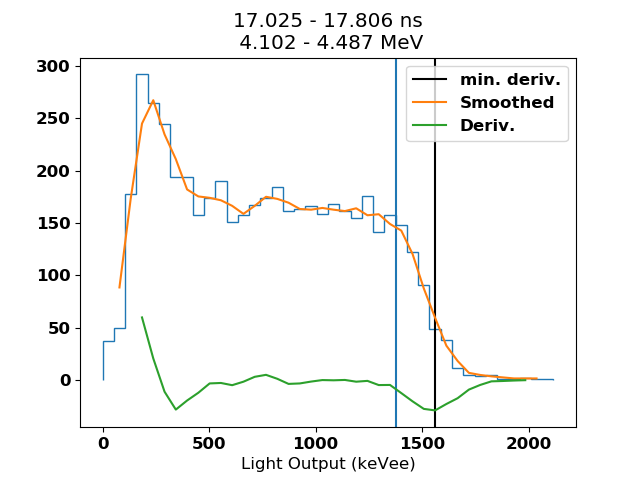 17.025 - 17.806 ns
4.102 - 4.487 MeV
min. deriv.
Smoothed
Deriv.
300
250
200
150
100
50
0
0 500 1000 1500 2000
Light Output (keVee)